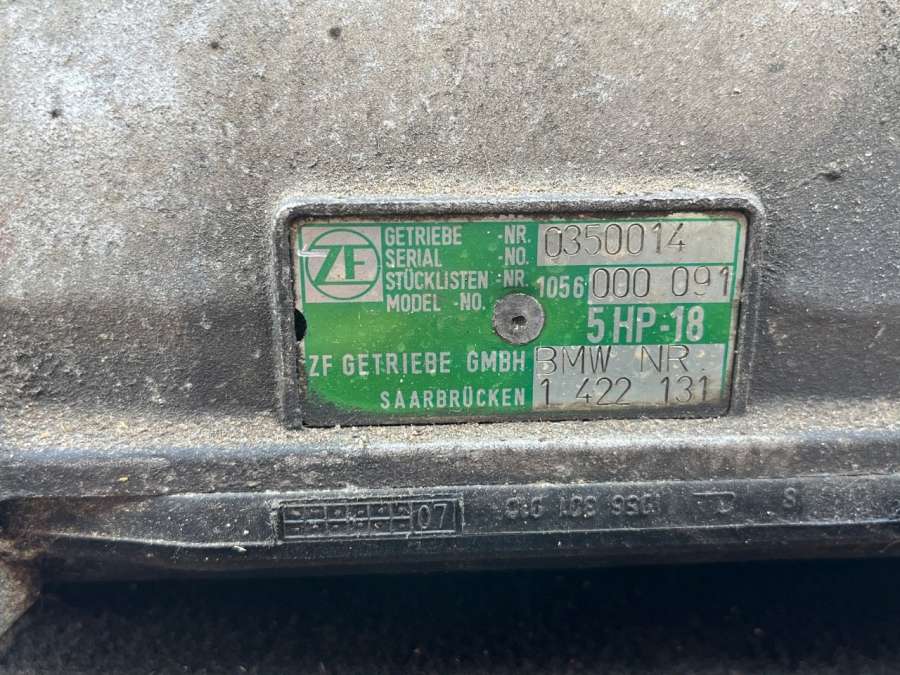 ZF
GETRIEBE -NR. 0350014
SERIAL -NO.
STÜCKLISTEN NR. 1056 000 091
MODEL -NO.
5 HP-18
ZF GETRIEBE GMBH BMW NR.
SAARBRÜCKEN 1 422 131
07